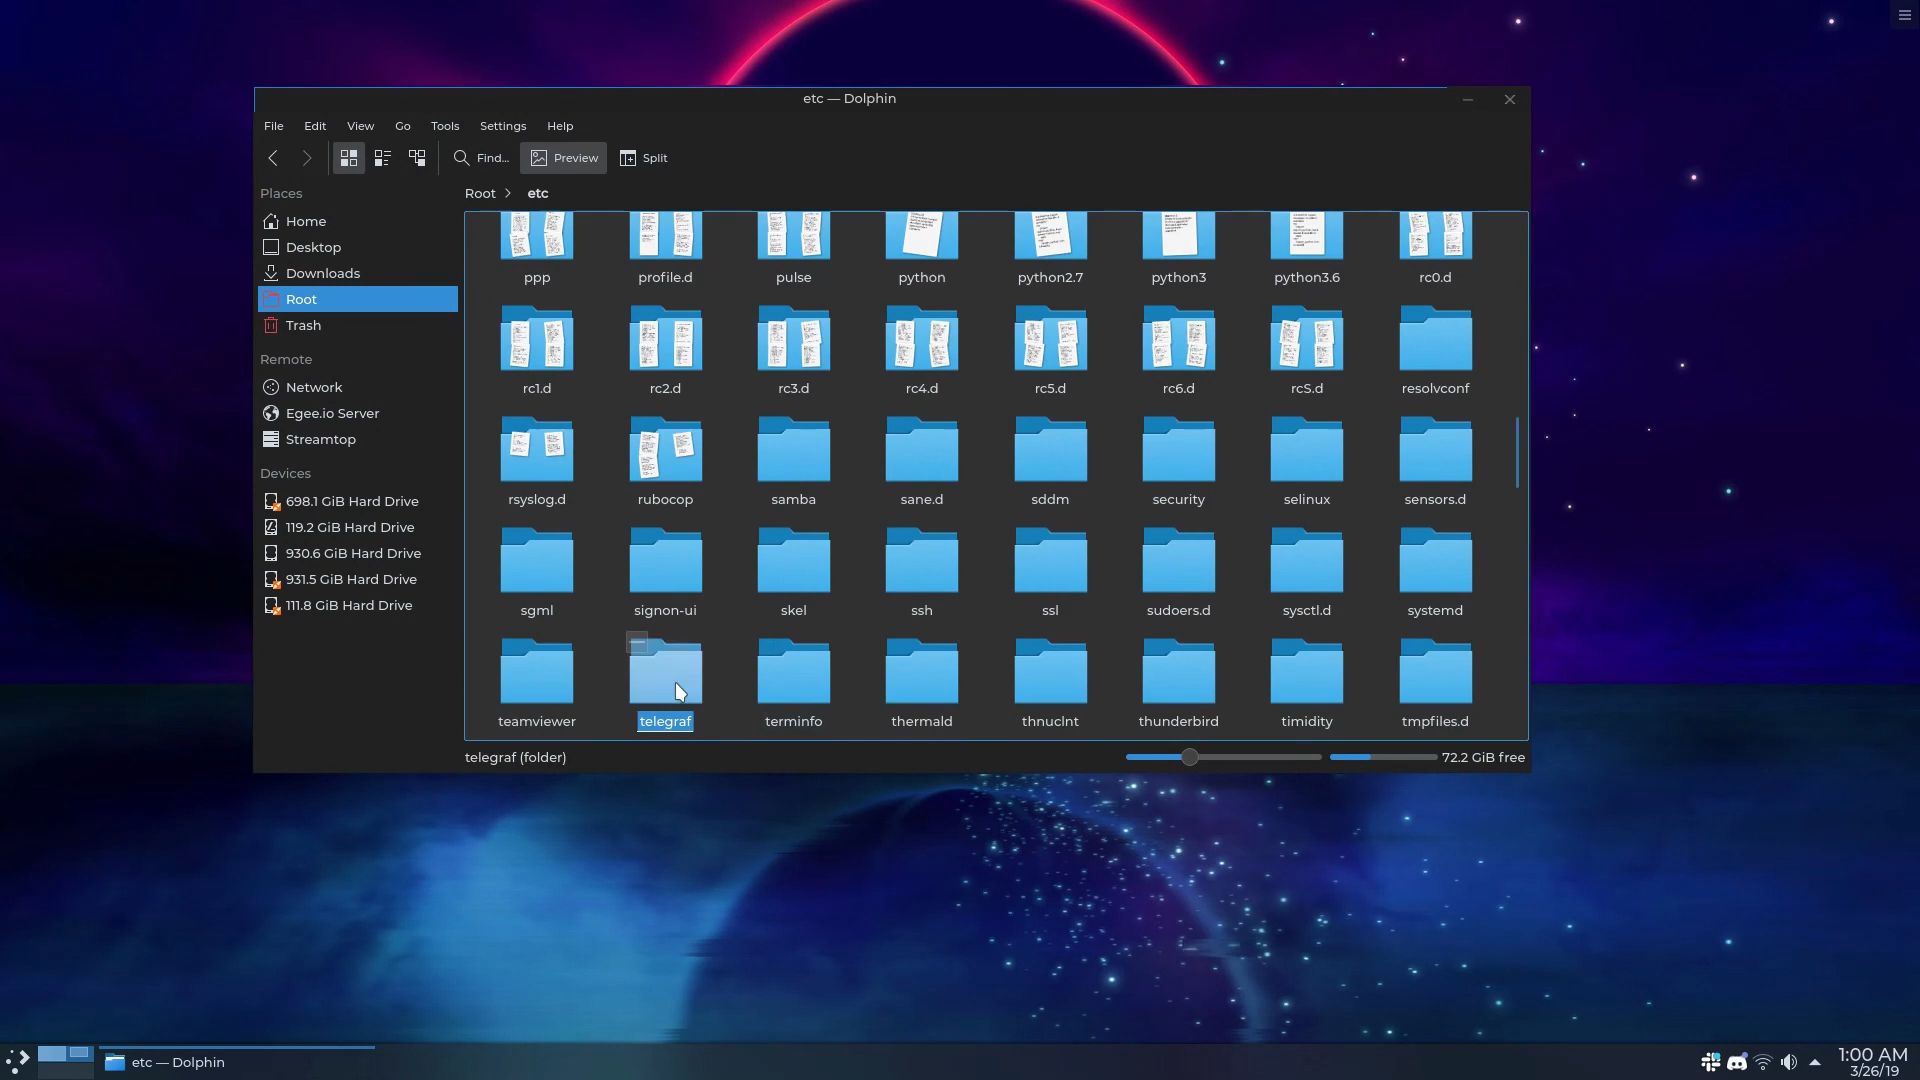 etc — Dolphin
File Edit View Go Tools Settings Help
Find... Preview Split
Places
Root > etc
Home
Desktop
Downloads
Root
Trash
Remote
Network
Egee.io Server
Streamtop
Devices
698.1 GiB Hard Drive
119.2 GiB Hard Drive
930.6 GiB Hard Drive
931.5 GiB Hard Drive
111.8 GiB Hard Drive
ppp profile.d pulse python python2.7 python3 python3.6 rc0.d
rc1.d rc2.d rc3.d rc4.d rc5.d rc6.d rcS.d resolvconf
rsyslog.d rubocop samba sane.d sddm security selinux sensors.d
sgml signon-ui skel ssh ssl sudoers.d sysctl.d systemd
teamviewer telegraf terminfo thermald thnuclnt thunderbird timidity tmpfiles.d
telegraf (folder) 72.2 GiB free
etc — Dolphin
1:00 AM
3/26/19